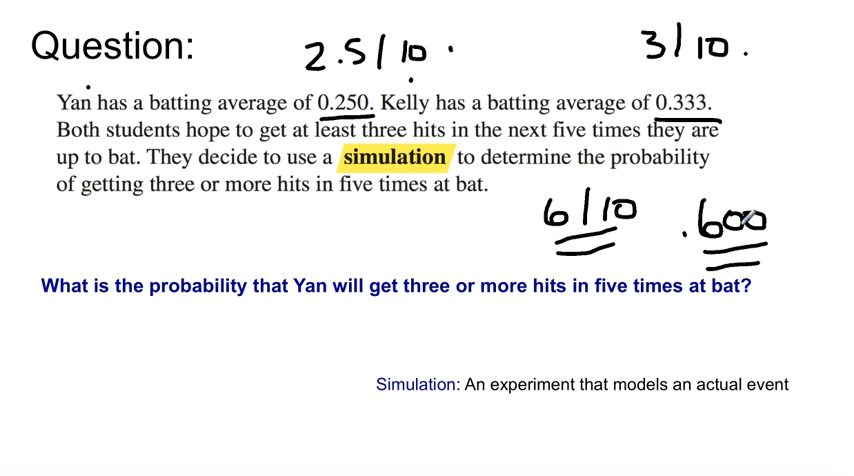 Question:
2.5/10.
3/10.
Yan has a batting average of 0.250. Kelly has a batting average of 0.333.
Both students hope to get at least three hits in the next five times they are
up to bat. They decide to use a simulation to determine the probability
of getting three or more hits in five times at bat.
6/10
.600
What is the probability that Yan will get three or more hits in five times at bat?
Simulation: An experiment that models an actual event